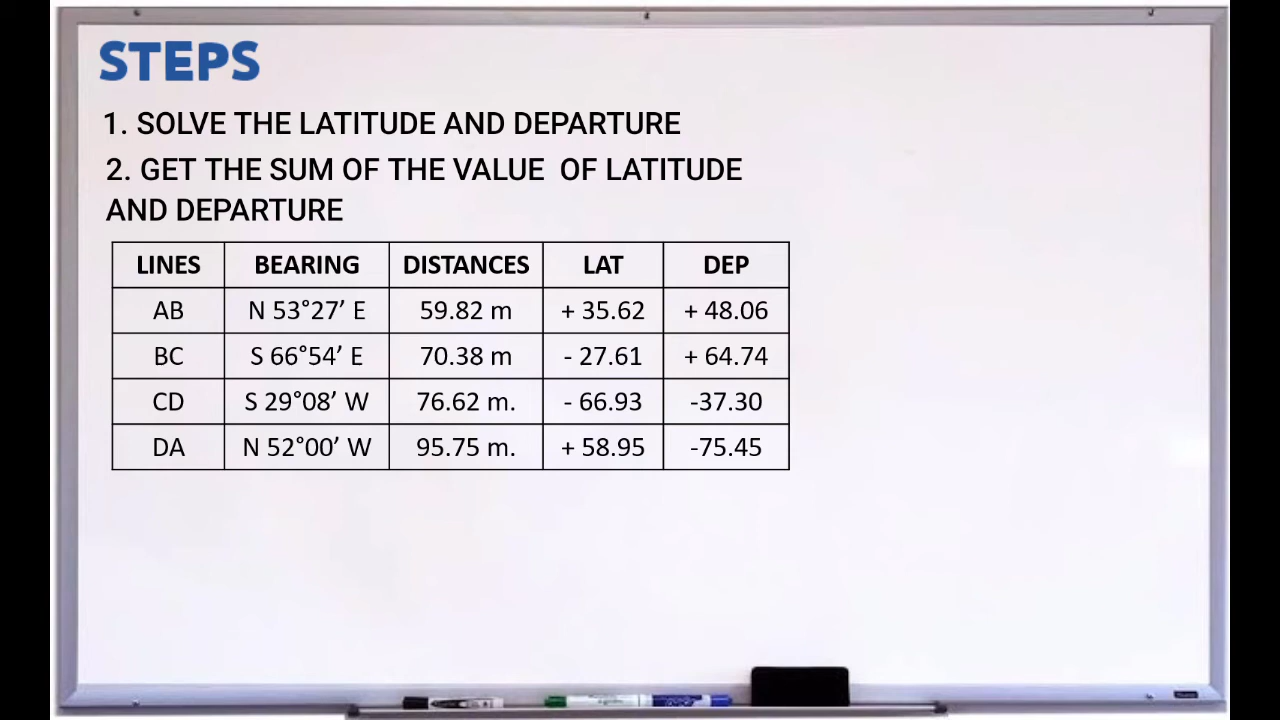 STEPS
1. SOLVE THE LATITUDE AND DEPARTURE
2. GET THE SUM OF THE VALUE OF LATITUDE
AND DEPARTURE
LINES BEARING DISTANCES LAT DEP
AB N 53°27’ E 59.82 m + 35.62 + 48.06
BC S 66°54’ E 70.38 m - 27.61 + 64.74
CD S 29°08’ W 76.62 m. - 66.93 -37.30
DA N 52°00’ W 95.75 m. + 58.95 -75.45